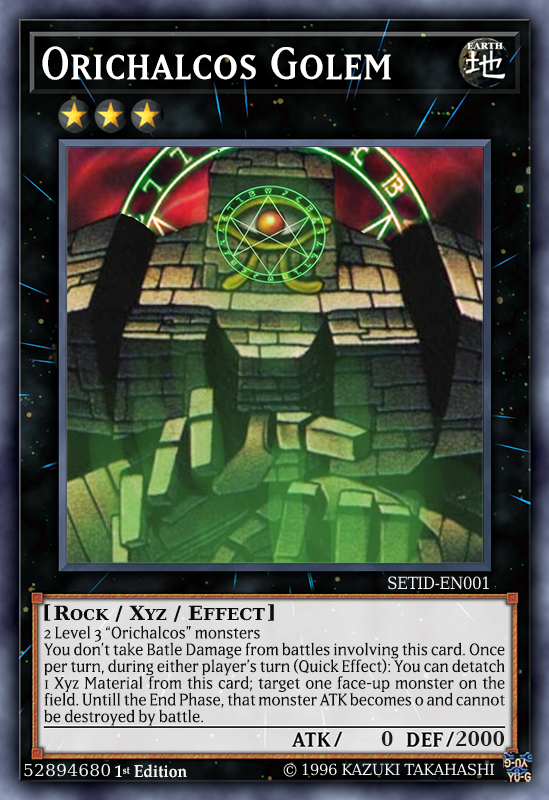 ORICHALCOS GOLEM
EARTH
地
SETID-EN001
[ROCK / XYZ / EFFECT]
2 Level 3 “Orichalcos” monsters
You don't take Batle Damage from battles involving this card. Once
per turn, during either player's turn (Quick Effect): You can detatch
1 Xyz Material from this card; target one face-up monster on the
field. Untill the End Phase, that monster ATK becomes 0 and cannot
be destroyed by battle.
ATK/ 0 DEF/2000
52894680 1st Edition © 1996 KAZUKI TAKAHASHI